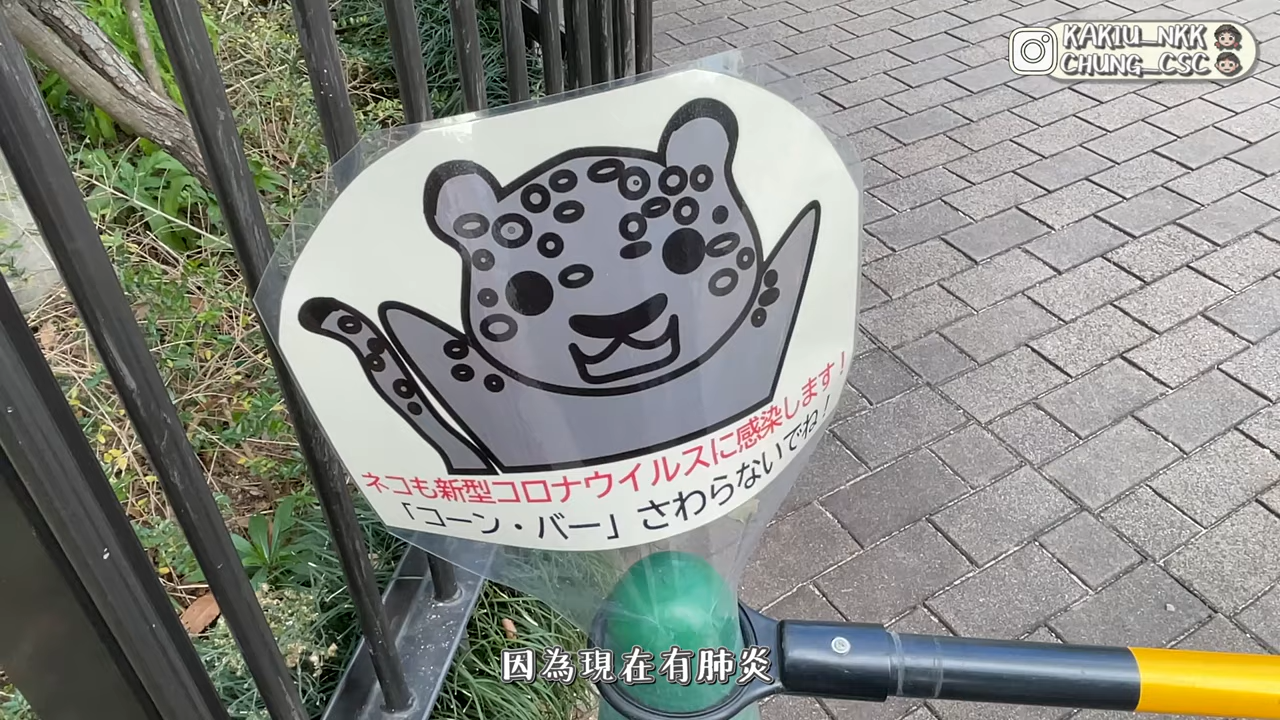 KAKIU_NKK
CHUNG_CSC
ネコも新型コロナウイルスに感染します！
「コーン・バー」さわらないでね！
因為現在有肺炎